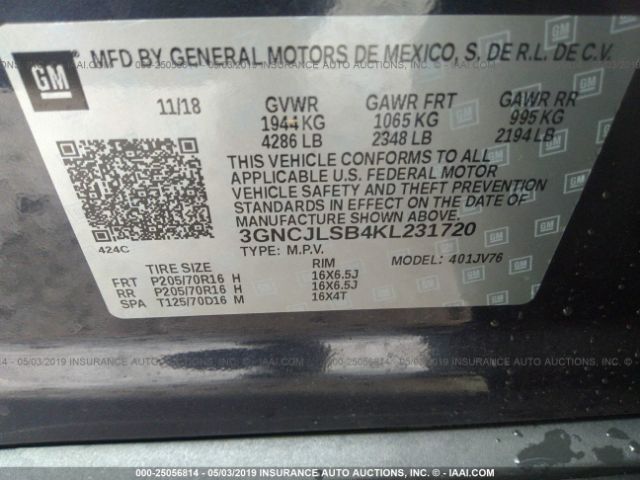 GM
MFD BY GENERAL MOTORS DE MEXICO, S. DE R.L. DE C.V.
11/18 GVWR GAWR FRT GAWR RR
1944 KG 1065 KG 995 KG
4286 LB 2348 LB 2194 LB
THIS VEHICLE CONFORMS TO ALL
APPLICABLE U.S. FEDERAL MOTOR
VEHICLE SAFETY AND THEFT PREVENTION
STANDARDS IN EFFECT ON THE DATE OF
MANUFACTURE SHOWN ABOVE.
424C
3GNCJLSB4KL231720
TYPE: M.P.V. MODEL: 401JV76
TIRE SIZE RIM
FRT P205/70R16 H 16X6.5J
RR P205/70R16 H 16X6.5J
SPA T125/70D16 M 16X4T
000-25056814 - 05/03/2019 - INSURANCE AUTO AUCTIONS - IAAI.COM